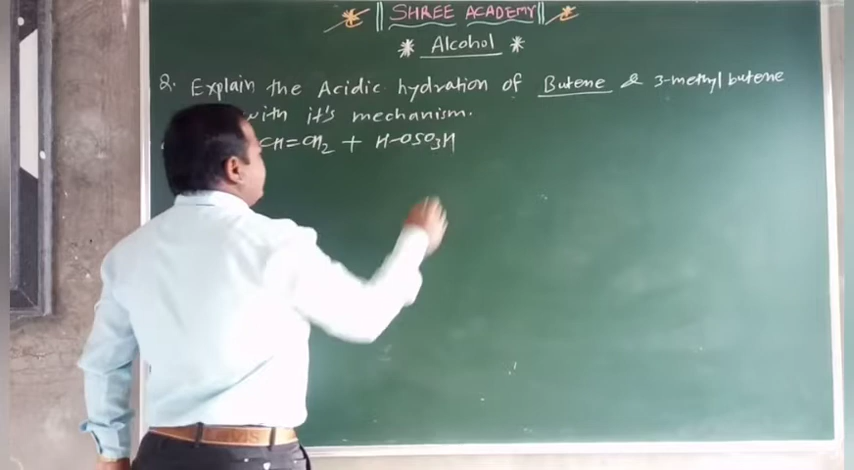 SHREE ACADEMY
* Alcohol *
Q. Explain the Acidic hydration of Butene & 3-methyl butene
with it's mechanism.
CH=CH₂ + H-OSO₃H